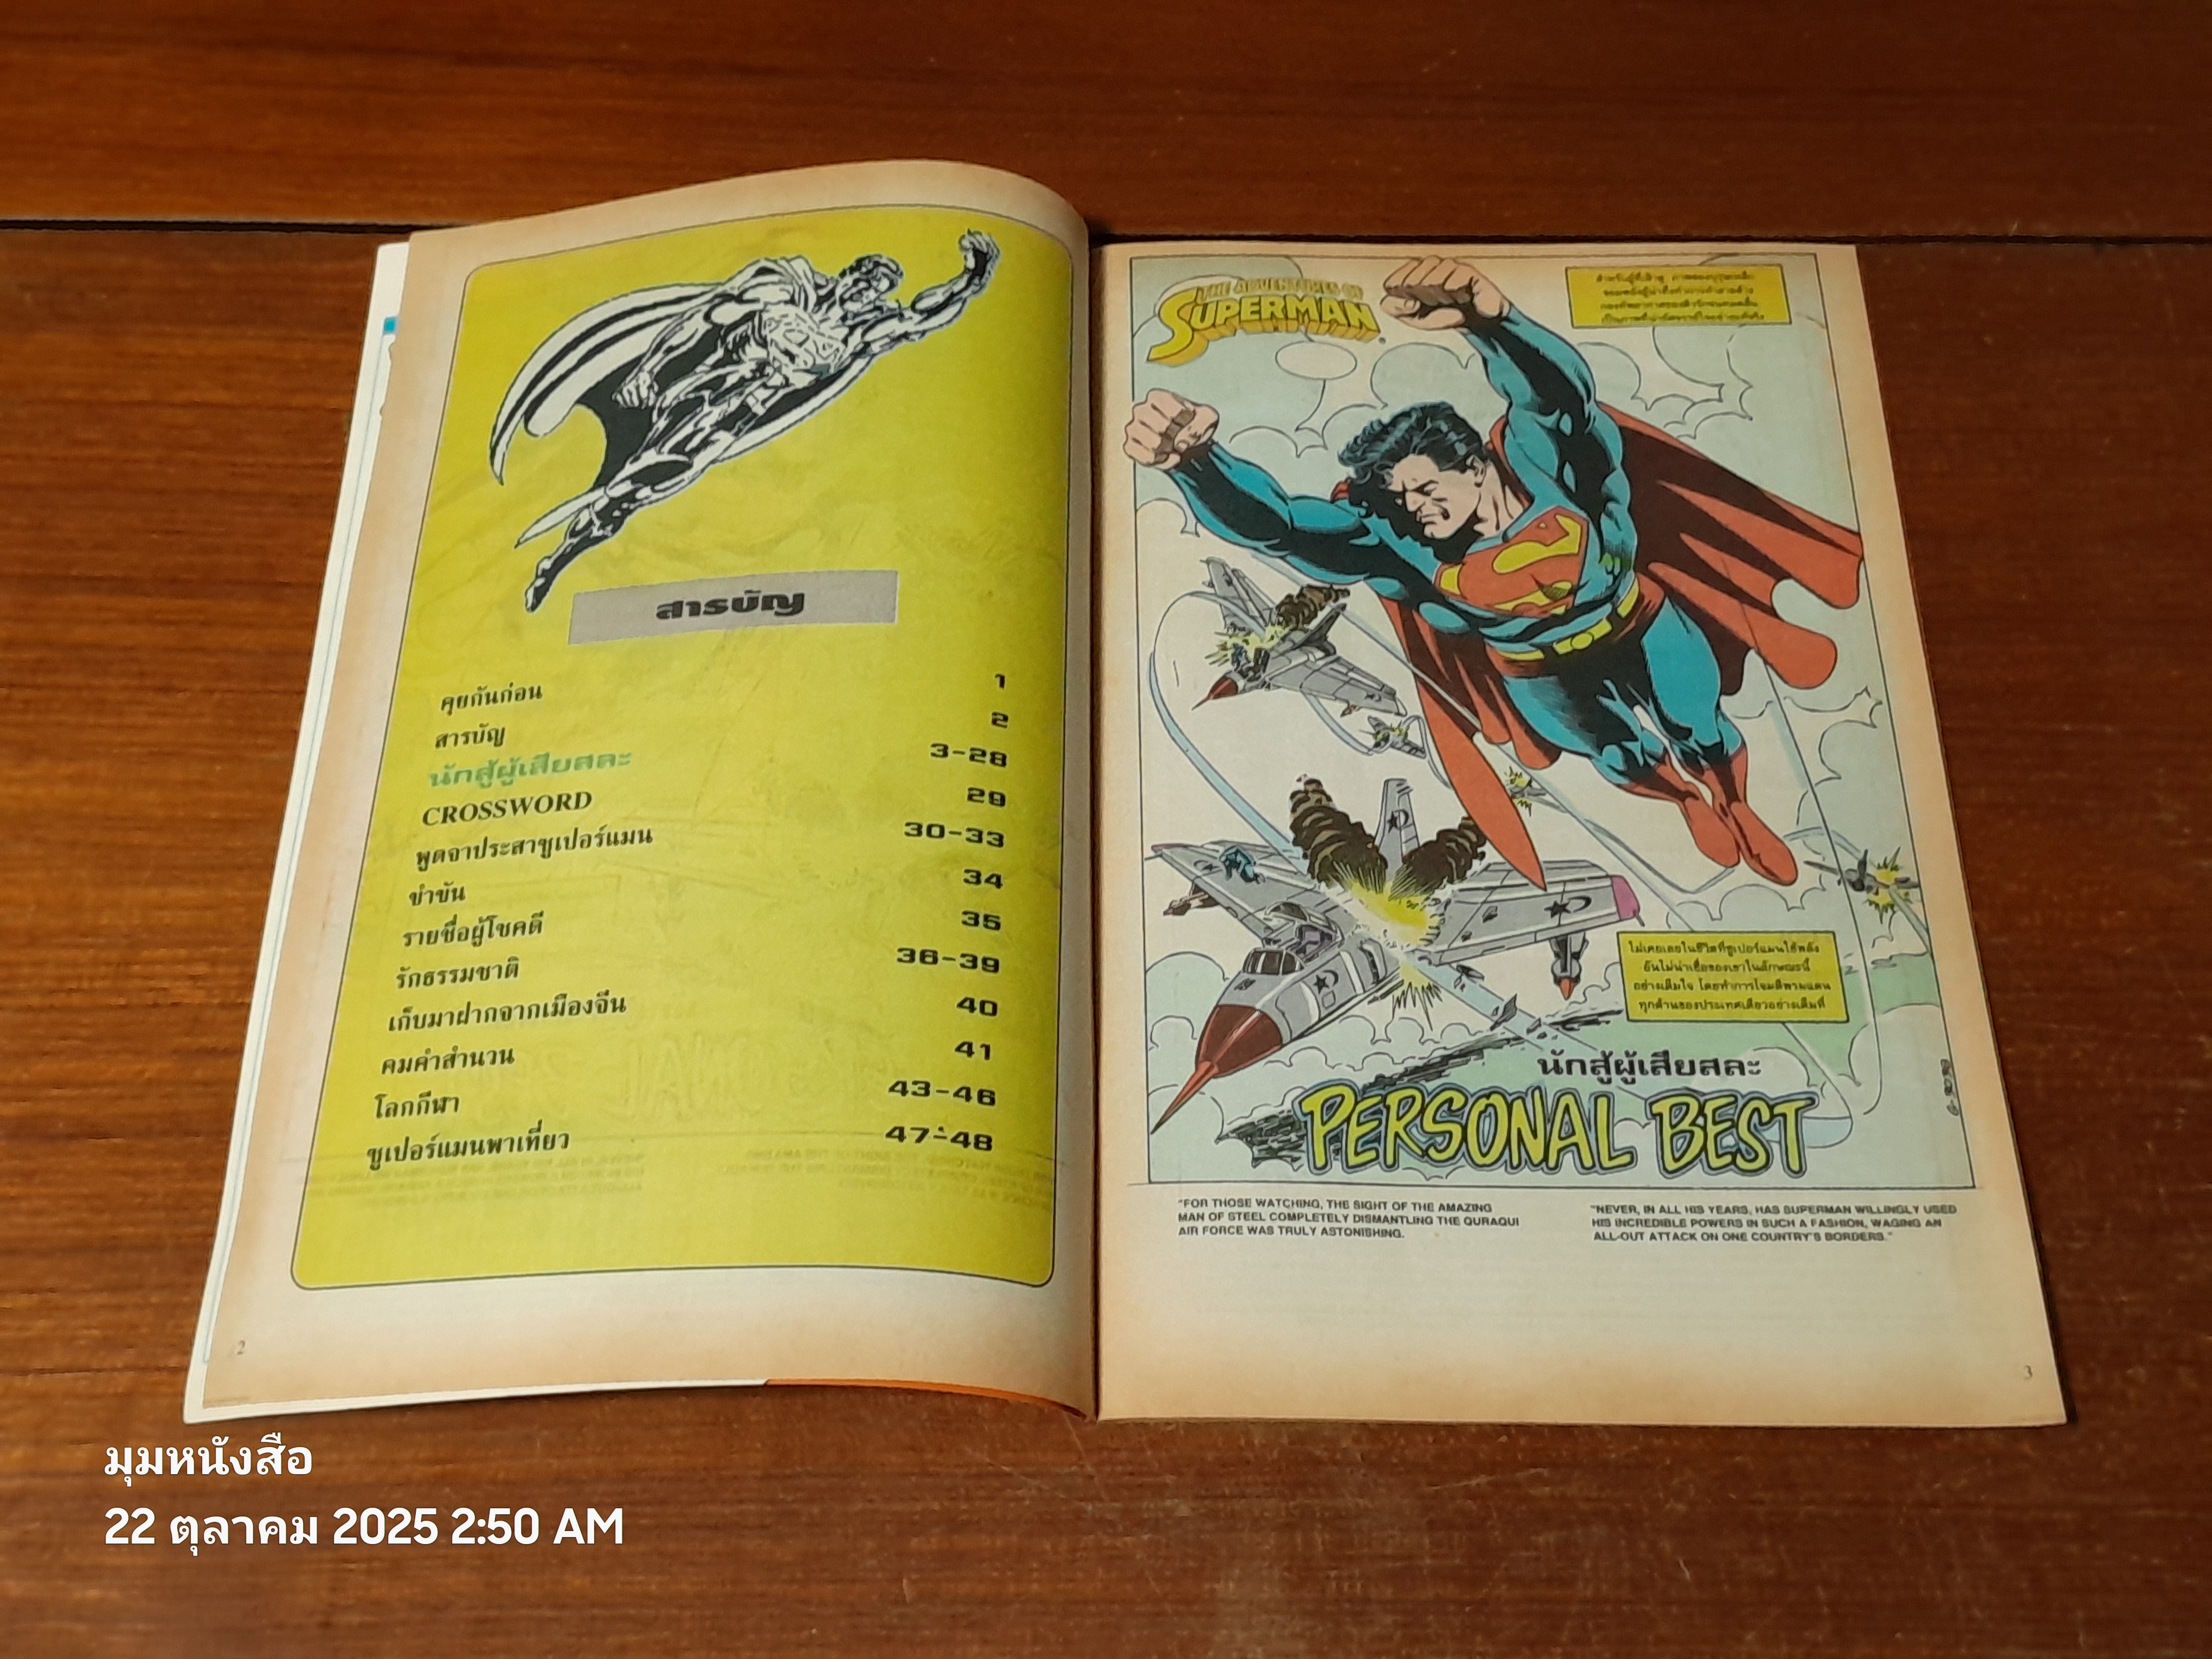 สารบัญ
คุยกันก่อน 1
สารบัญ 2
นักสู้ผู้เสียสละ 3-28
CROSSWORD 29
พูดจาประสาซูเปอร์แมน 30-33
ขำขัน 34
รายชื่อผู้โชคดี 35
รักธรรมชาติ 36-39
เก็บมาฝากจากเมืองจีน 40
คมคำสำนวน 41
โลกกีฬา 43-46
ซูเปอร์แมนพาเที่ยว 47-48
2
THE ADVENTURES OF
SUPERMAN
ไม่เคยเลยในชีวิตที่ซูเปอร์แมนใช้พลัง
อันไม่น่าเชื่อของเขาในลักษณะนี้
อย่างเต็มใจ โดยทำการโจมตีพรมแดน
ทุกด้านของประเทศเดียวอย่างเต็มที่
นักสู้ผู้เสียสละ
PERSONAL BEST
"FOR THOSE WATCHING, THE SIGHT OF THE AMAZING
MAN OF STEEL COMPLETELY DISMANTLING THE QURAQUI
AIR FORCE WAS TRULY ASTONISHING.
"NEVER, IN ALL HIS YEARS, HAS SUPERMAN WILLINGLY USED
HIS INCREDIBLE POWERS IN SUCH A FASHION, WAGING AN
ALL-OUT ATTACK ON ONE COUNTRY'S BORDERS."
3
มุมหนังสือ
22 ตุลาคม 2025 2:50 AM